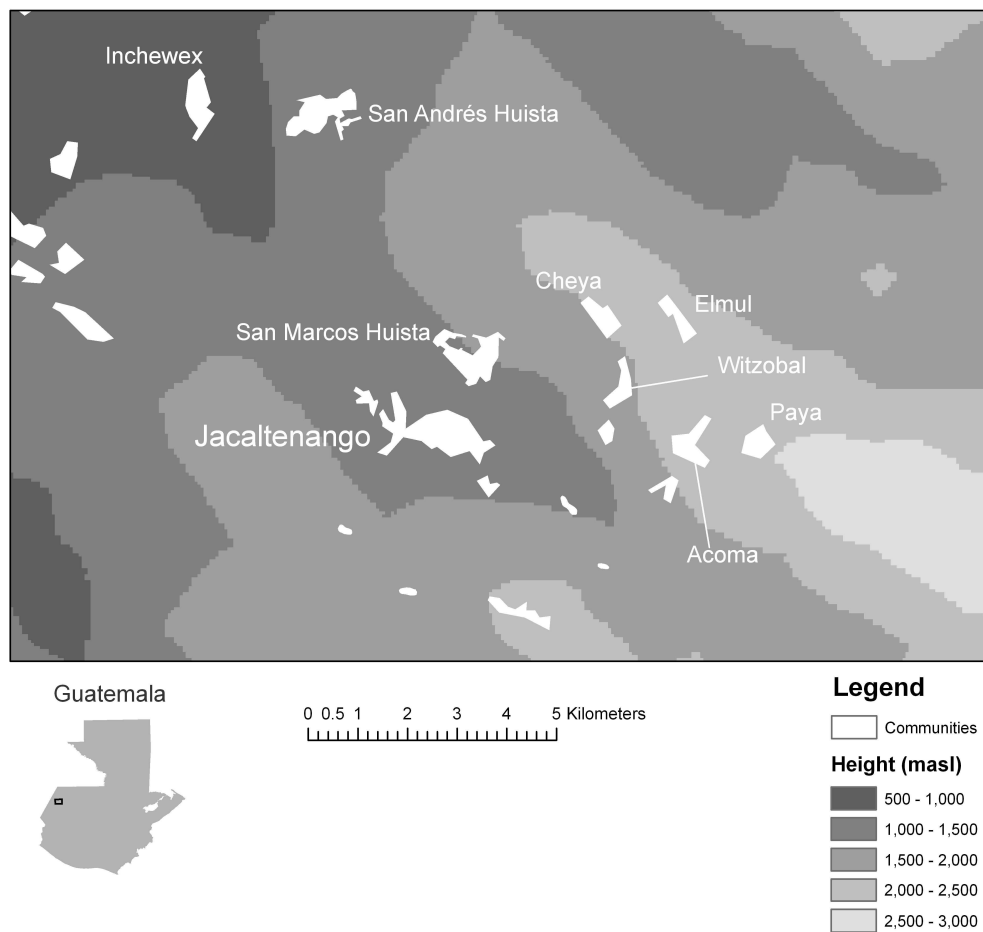 Inchewex
San Andrés Huista
Cheya
Elmul
San Marcos Huista
Witzobal
Paya
Jacaltenango
Acoma
Guatemala
0 0.5 1 2 3 4 5 Kilometers
Legend
Communities
Height (masl)
500 - 1,000
1,000 - 1,500
1,500 - 2,000
2,000 - 2,500
2,500 - 3,000